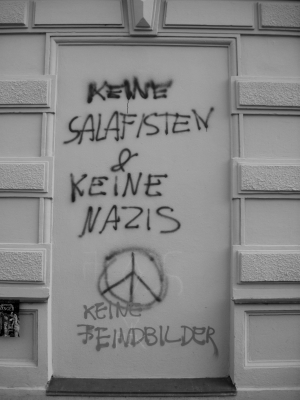 KEINE
SALAFISTEN
&
KEINE
NAZIS
KEINE
FEINDBILDER